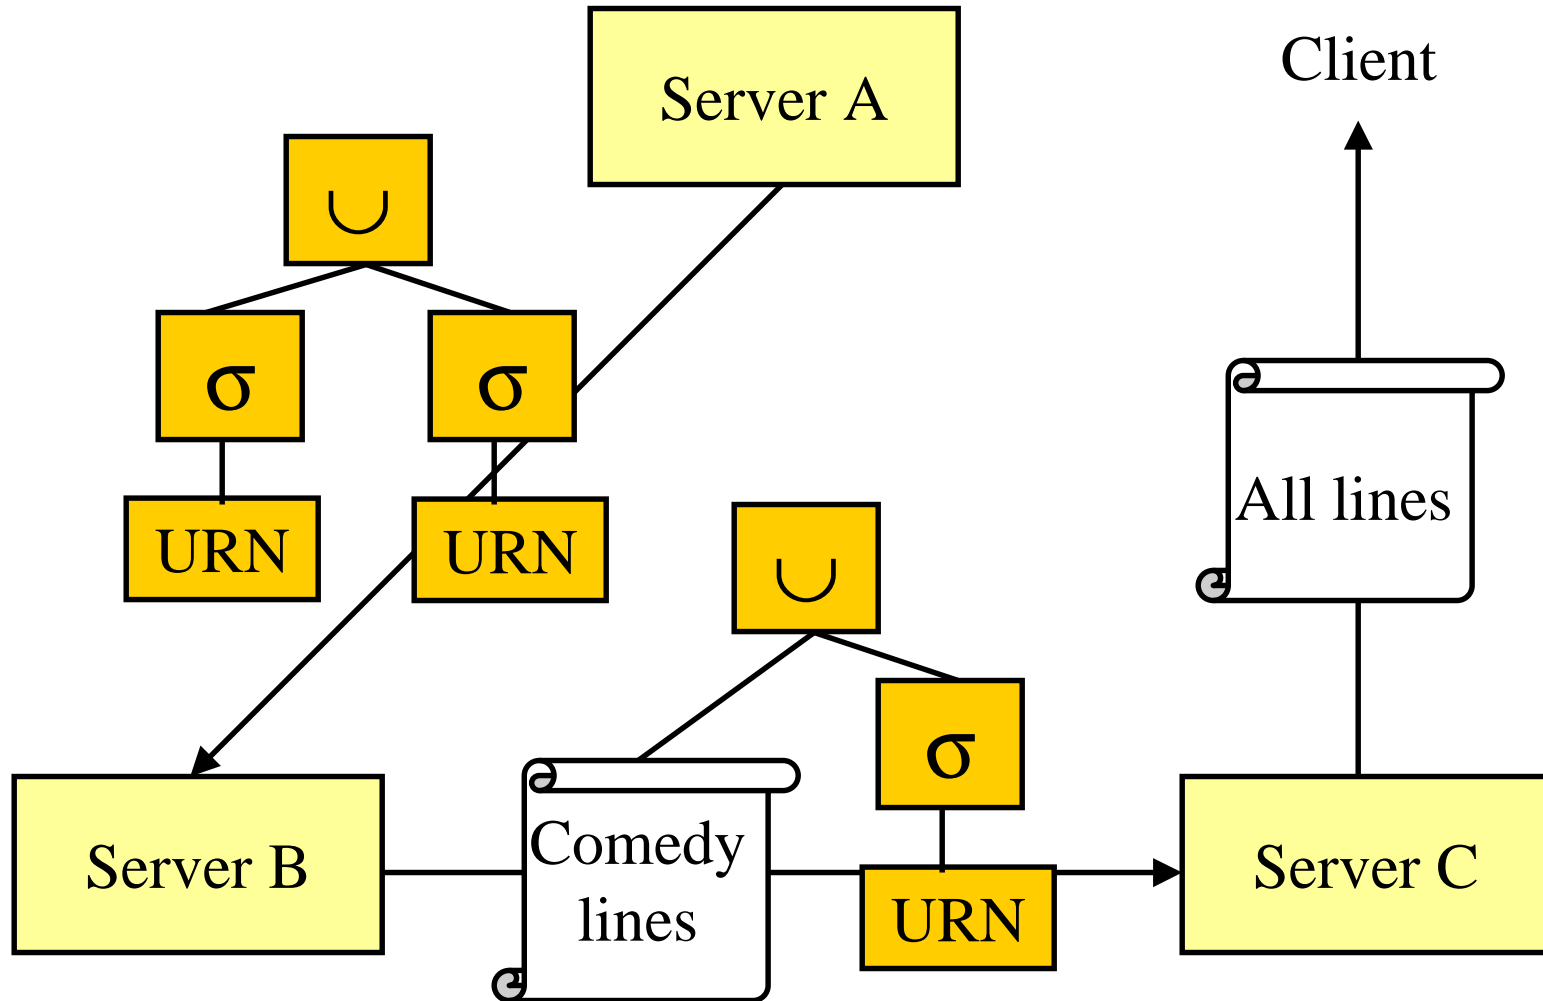 Client
Server A
∪
σ
σ
URN
URN
All lines
∪
σ
Server B
Comedy
lines
URN
Server C